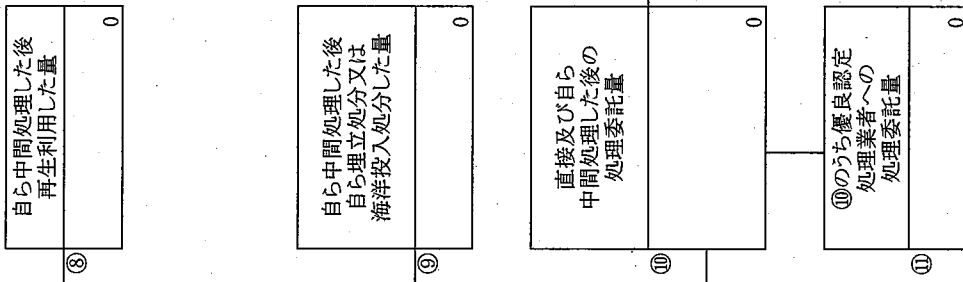 ⑧
自ら中間処理した後
再生利用した量
0
⑨
自ら中間処理した後
自ら埋立処分又は
海洋投入処分した量
0
⑩
直接及び自ら
中間処理した後の
処理委託量
0
⑪
⑩のうち優良認定
処理業者への
処理委託量
0